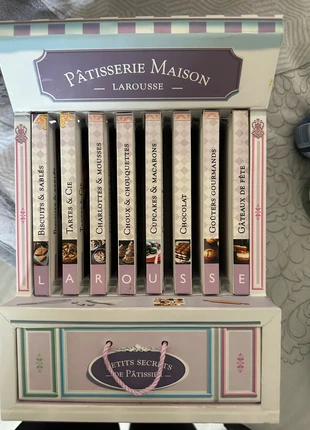 PÂTISSERIE MAISON
LAROUSSE
BISCUITS & SABLÉS
TARTES & CIE
CHARLOTTES & MOUSSES
CHOUX & CHOUQUETTES
CUPCAKES & MACARONS
CHOCOLAT
GOÛTERS GOURMANDS
GÂTEAUX DE FÊTE
L A R O U S S E
PETITS SECRETS
DE PÂTISSIER